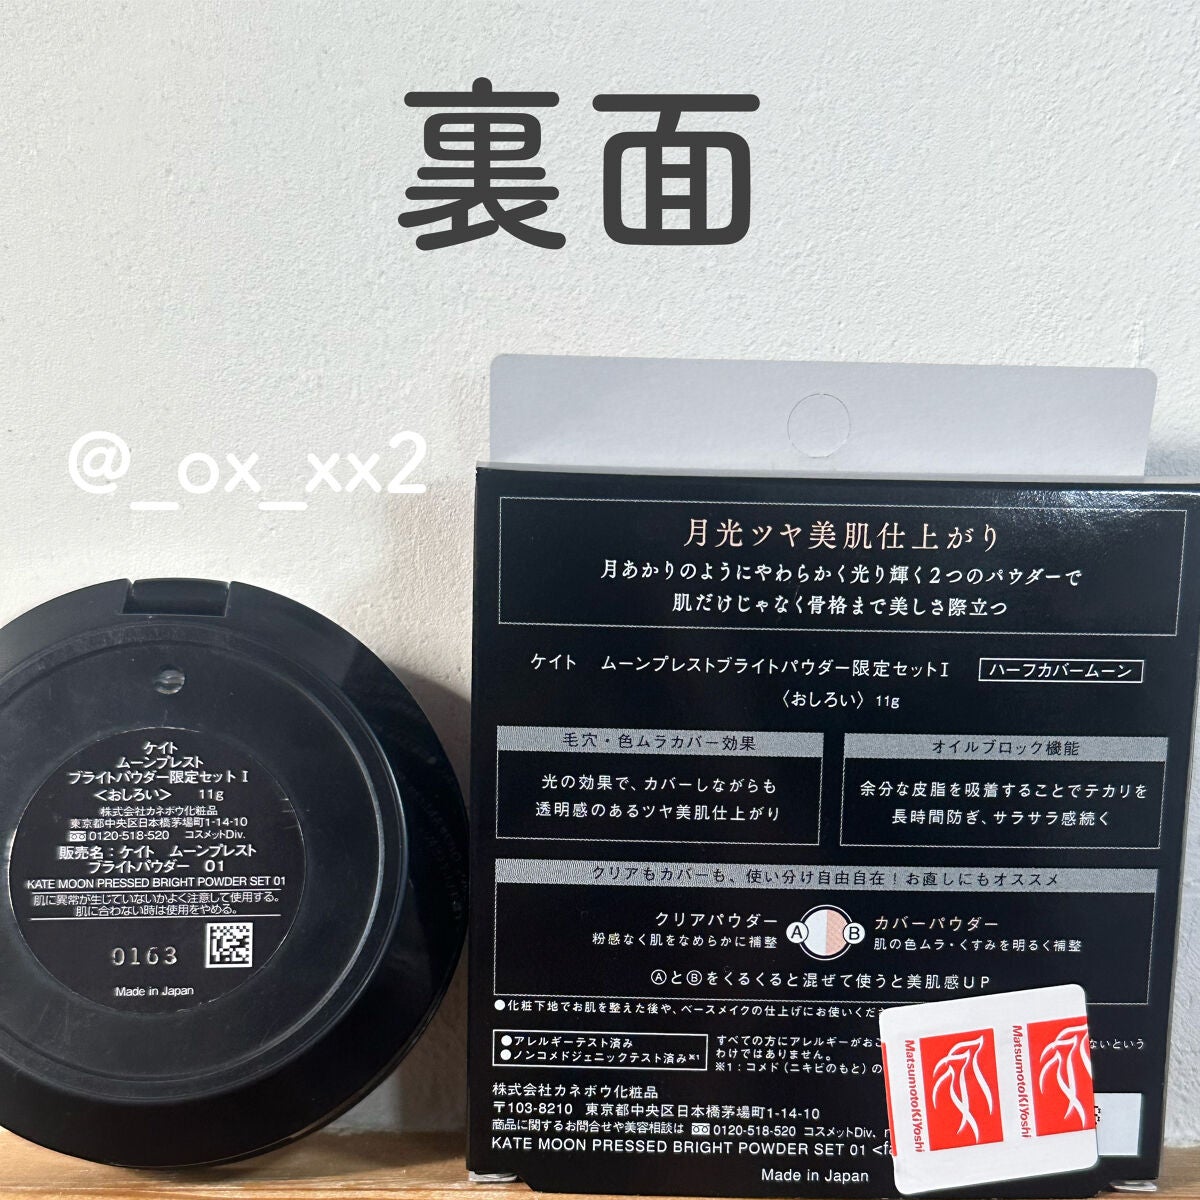 裏面
@_ox_xx2
ケイト
ムーンプレスト
ブライトパウダー限定セット I
<おしろい> 11g
株式会社カネボウ化粧品
東京都中央区日本橋茅場町1-14-10
0120-518-520 コスメットDiv.
販売名:ケイト ムーンプレスト
ブライトパウダー 01
KATE MOON PRESSED BRIGHT POWDER SET 01
肌に異常が生じていないかよく注意して使用する。
肌に合わない時は使用をやめる。
0163
Made in Japan
月光ツヤ美肌仕上がり
月あかりのようにやわらかく光り輝く2つのパウダーで
肌だけじゃなく骨格まで美しさ際立つ
ケイト ムーンプレストブライトパウダー限定セットI ハーフカバームーン
〈おしろい〉 11g
毛穴・色ムラカバー効果
光の効果で、カバーしながらも
透明感のあるツヤ美肌仕上がり
オイルブロック機能
余分な皮脂を吸着することでテカリを
長時間防ぎ、サラサラ感続く
クリアもカバーも、使い分け自由自在!お直しにもオススメ
クリアパウダー
粉感なく肌をなめらかに補整
A B
カバーパウダー
肌の色ムラ・くすみを明るく補整
ⒶとⒷをくるくると混ぜて使うと美肌感UP
●化粧下地でお肌を整えた後や、ベースメイクの仕上げにお使いくださ
●アレルギーテスト済み
●ノンコメドジェニックテスト済み※1
すべての方にアレルギーがおこ ないという
わけではありません。
※1:コメド(ニキビのもと)の
株式会社カネボウ化粧品
〒103-8210 東京都中央区日本橋茅場町1-14-10
商品に関するお問合せや美容相談は 0120-518-520 コスメットDiv.
KATE MOON PRESSED BRIGHT POWDER SET 01 <fa
Made in Japan
MatsumotoKiYoshi
MatsumotoKiYoshi